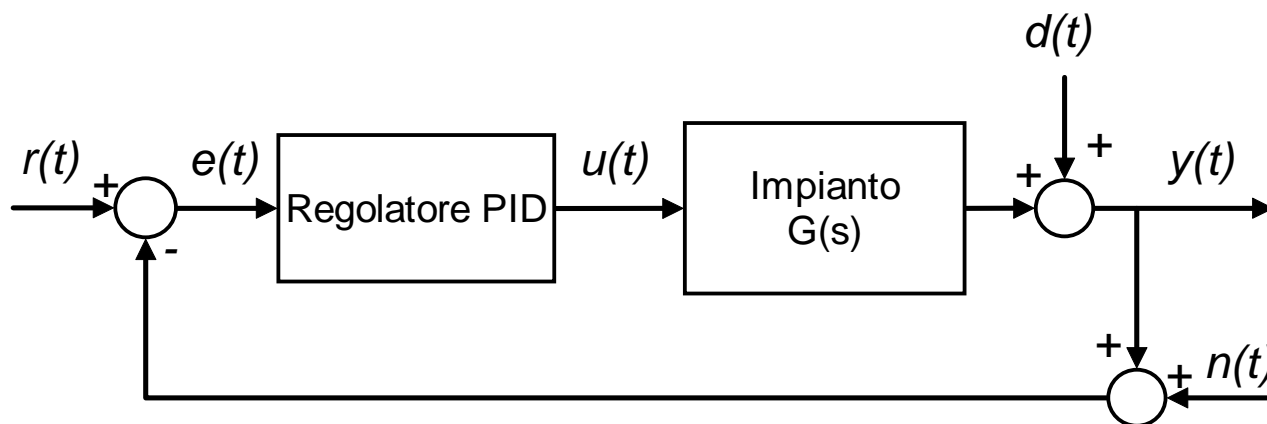 d(t)
+
r(t)
+
e(t)
Regolatore PID
u(t)
Impianto
G(s)
+
y(t)
-
+
+
n(t)